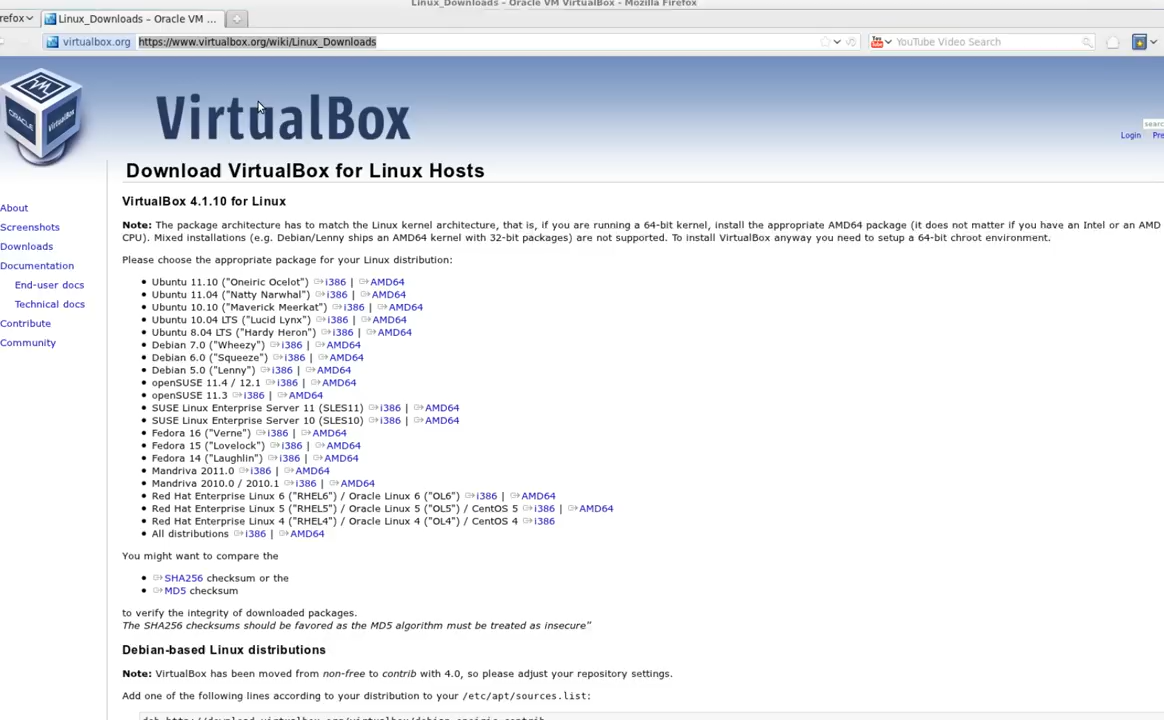 Linux_Downloads – Oracle VM VirtualBox - Mozilla Firefox
refox
Linux_Downloads – Oracle VM ...
virtualbox.org https://www.virtualbox.org/wiki/Linux_Downloads
You Tube YouTube Video Search
VM
ORACLE
VirtualBox
VirtualBox
searc
Login Pre
Download VirtualBox for Linux Hosts
VirtualBox 4.1.10 for Linux
About
Screenshots
Downloads
Documentation
End-user docs
Technical docs
Contribute
Community
Note: The package architecture has to match the Linux kernel architecture, that is, if you are running a 64-bit kernel, install the appropriate AMD64 package (it does not matter if you have an Intel or an AMD
CPU). Mixed installations (e.g. Debian/Lenny ships an AMD64 kernel with 32-bit packages) are not supported. To install VirtualBox anyway you need to setup a 64-bit chroot environment.
Please choose the appropriate package for your Linux distribution:
• Ubuntu 11.10 ("Oneiric Ocelot") i386 | AMD64
• Ubuntu 11.04 ("Natty Narwhal") i386 | AMD64
• Ubuntu 10.10 ("Maverick Meerkat") i386 | AMD64
• Ubuntu 10.04 LTS ("Lucid Lynx") i386 | AMD64
• Ubuntu 8.04 LTS ("Hardy Heron") i386 | AMD64
• Debian 7.0 ("Wheezy") i386 | AMD64
• Debian 6.0 ("Squeeze") i386 | AMD64
• Debian 5.0 ("Lenny") i386 | AMD64
• openSUSE 11.4 / 12.1 i386 | AMD64
• openSUSE 11.3 i386 | AMD64
• SUSE Linux Enterprise Server 11 (SLES11) i386 | AMD64
• SUSE Linux Enterprise Server 10 (SLES10) i386 | AMD64
• Fedora 16 ("Verne") i386 | AMD64
• Fedora 15 ("Lovelock") i386 | AMD64
• Fedora 14 ("Laughlin") i386 | AMD64
• Mandriva 2011.0 i386 | AMD64
• Mandriva 2010.0 / 2010.1 i386 | AMD64
• Red Hat Enterprise Linux 6 ("RHEL6") / Oracle Linux 6 ("OL6") i386 | AMD64
• Red Hat Enterprise Linux 5 ("RHEL5") / Oracle Linux 5 ("OL5") / CentOS 5 i386 | AMD64
• Red Hat Enterprise Linux 4 ("RHEL4") / Oracle Linux 4 ("OL4") / CentOS 4 i386
• All distributions i386 | AMD64
You might want to compare the
• SHA256 checksum or the
• MD5 checksum
to verify the integrity of downloaded packages.
The SHA256 checksums should be favored as the MD5 algorithm must be treated as insecure"
Debian-based Linux distributions
Note: VirtualBox has been moved from non-free to contrib with 4.0, so please adjust your repository settings.
Add one of the following lines according to your distribution to your /etc/apt/sources.list:
deb http://download.virtualbox.org/virtualbox/debian oneiric contrib